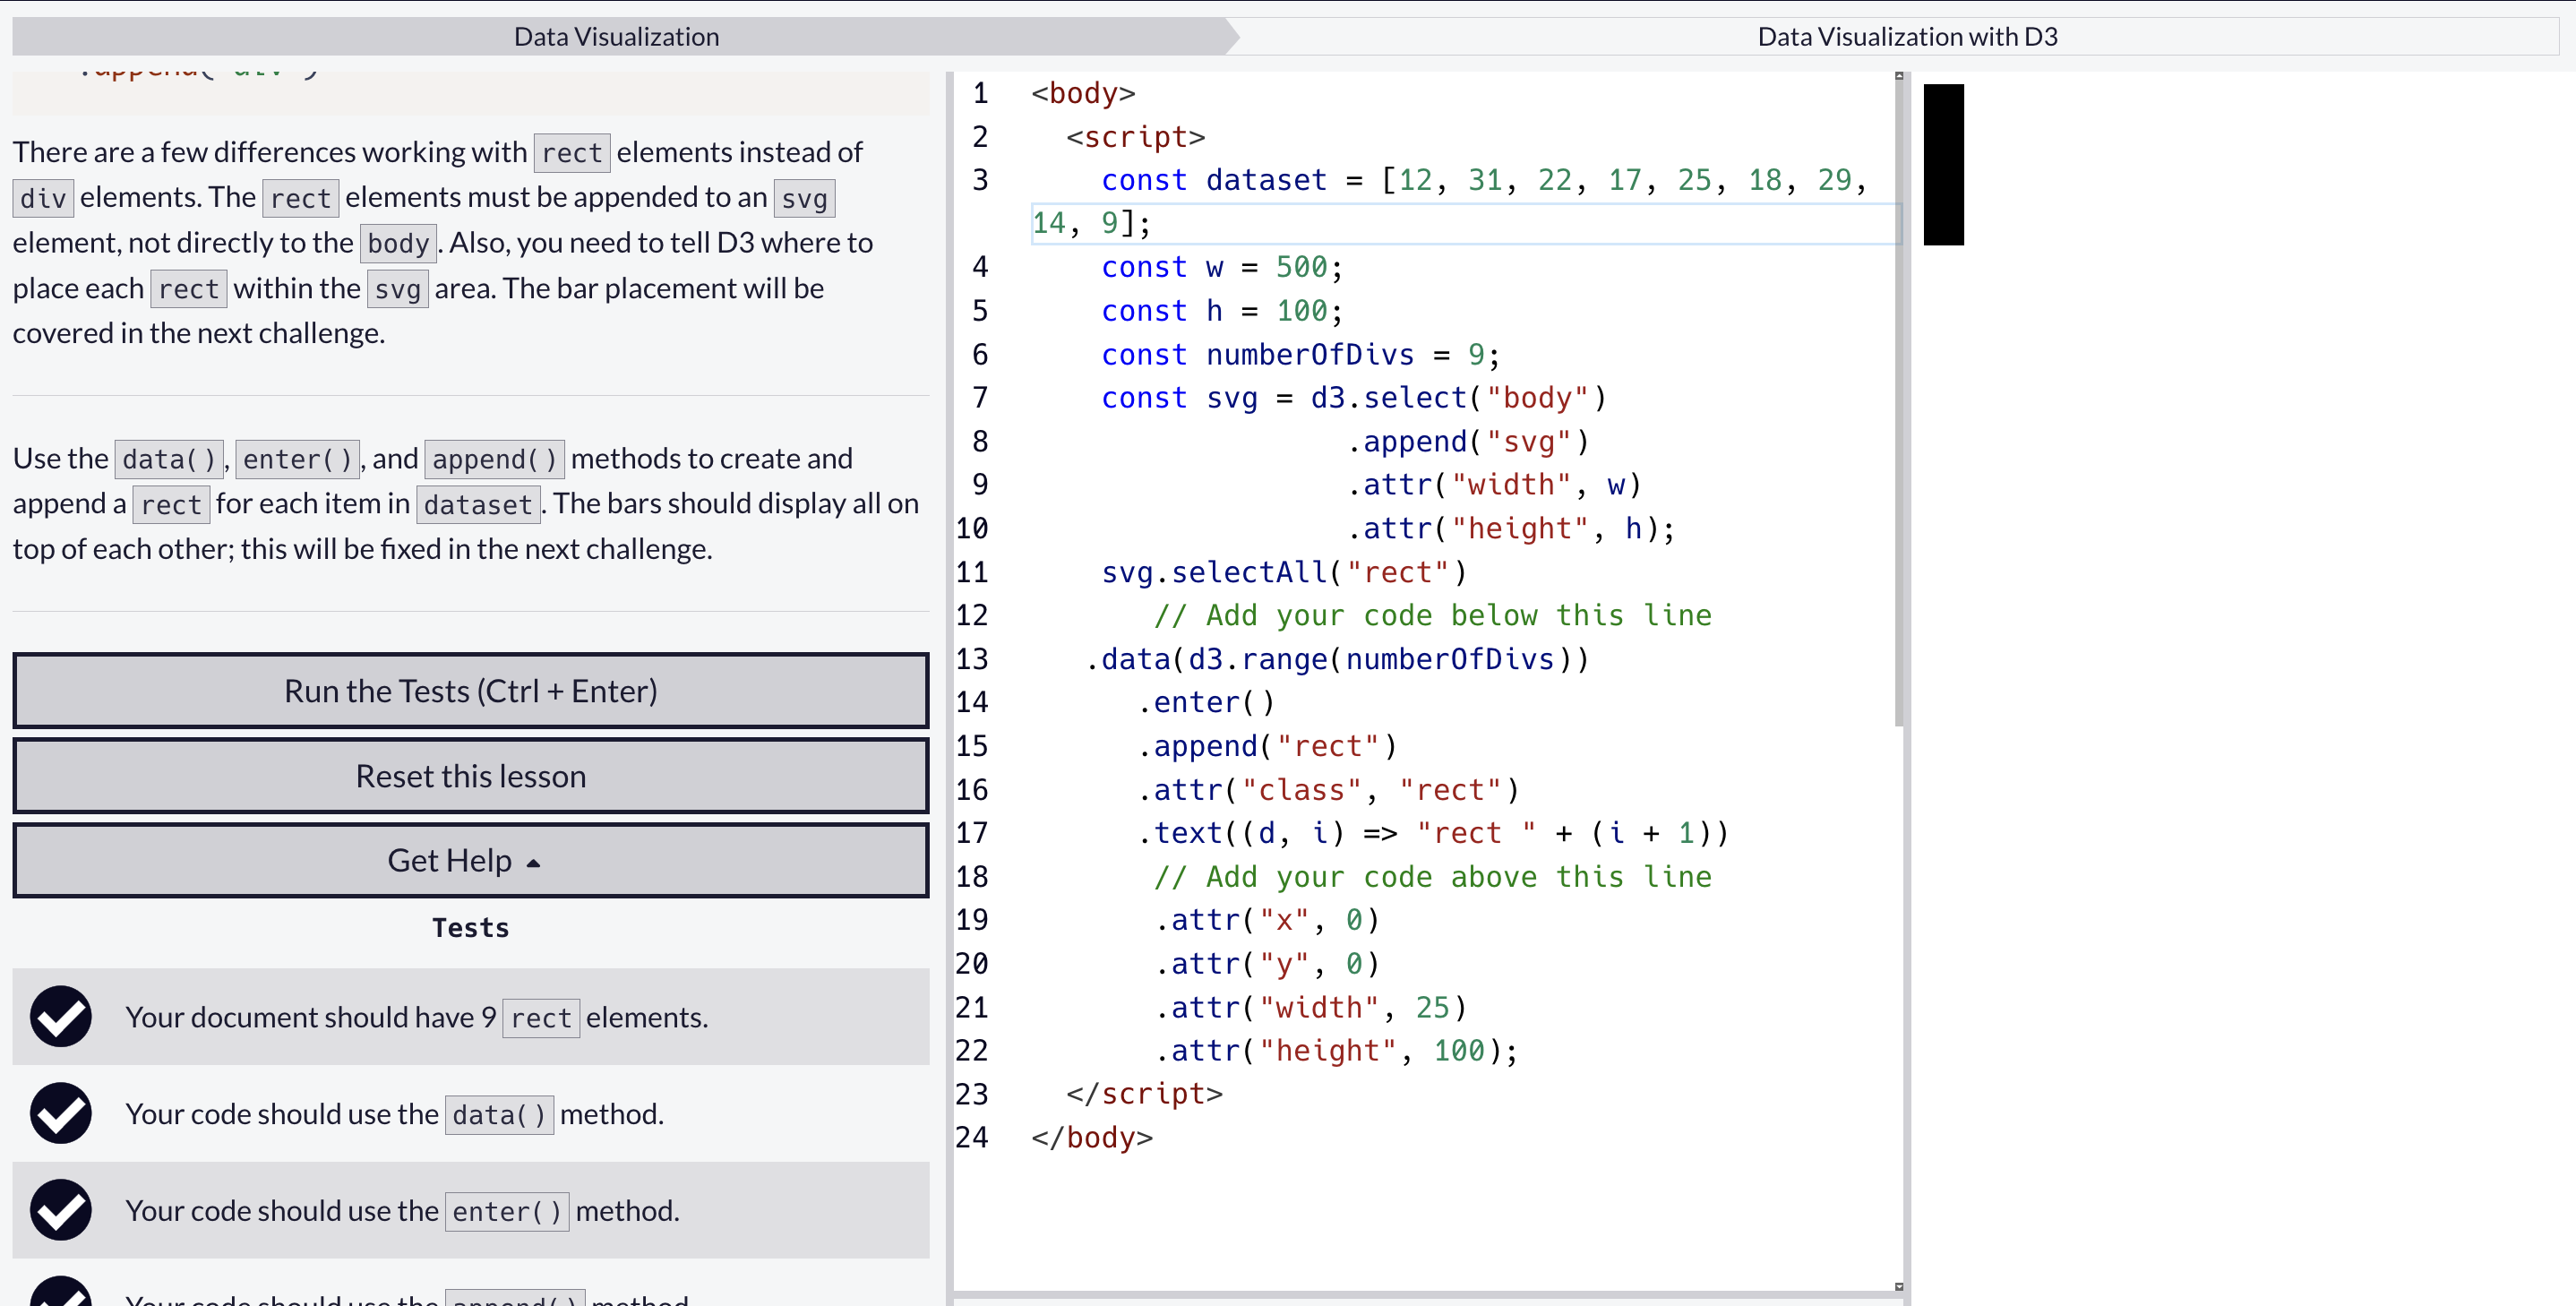 Data Visualization
Data Visualization with D3
.append("div")
There are a few differences working with rect elements instead of
div elements. The rect elements must be appended to an svg
element, not directly to the body. Also, you need to tell D3 where to
place each rect within the svg area. The bar placement will be
covered in the next challenge.
Use the data(), enter(), and append() methods to create and
append a rect for each item in dataset. The bars should display all on
top of each other; this will be fixed in the next challenge.
Run the Tests (Ctrl + Enter)
Reset this lesson
Get Help
Tests
Your document should have 9 rect elements.
Your code should use the data() method.
Your code should use the enter() method.
Your code should use the append() method.
1 <body>
2   <script>
3     const dataset = [12, 31, 22, 17, 25, 18, 29,
14, 9];
4     const w = 500;
5     const h = 100;
6     const numberOfDivs = 9;
7     const svg = d3.select("body")
8                   .append("svg")
9                   .attr("width", w)
10                   .attr("height", h);
11     svg.selectAll("rect")
12        // Add your code below this line
13    .data(d3.range(numberOfDivs))
14       .enter()
15       .append("rect")
16       .attr("class", "rect")
17       .text((d, i) => "rect " + (i + 1))
18        // Add your code above this line
19        .attr("x", 0)
20        .attr("y", 0)
21        .attr("width", 25)
22        .attr("height", 100);
23   </script>
24 </body>